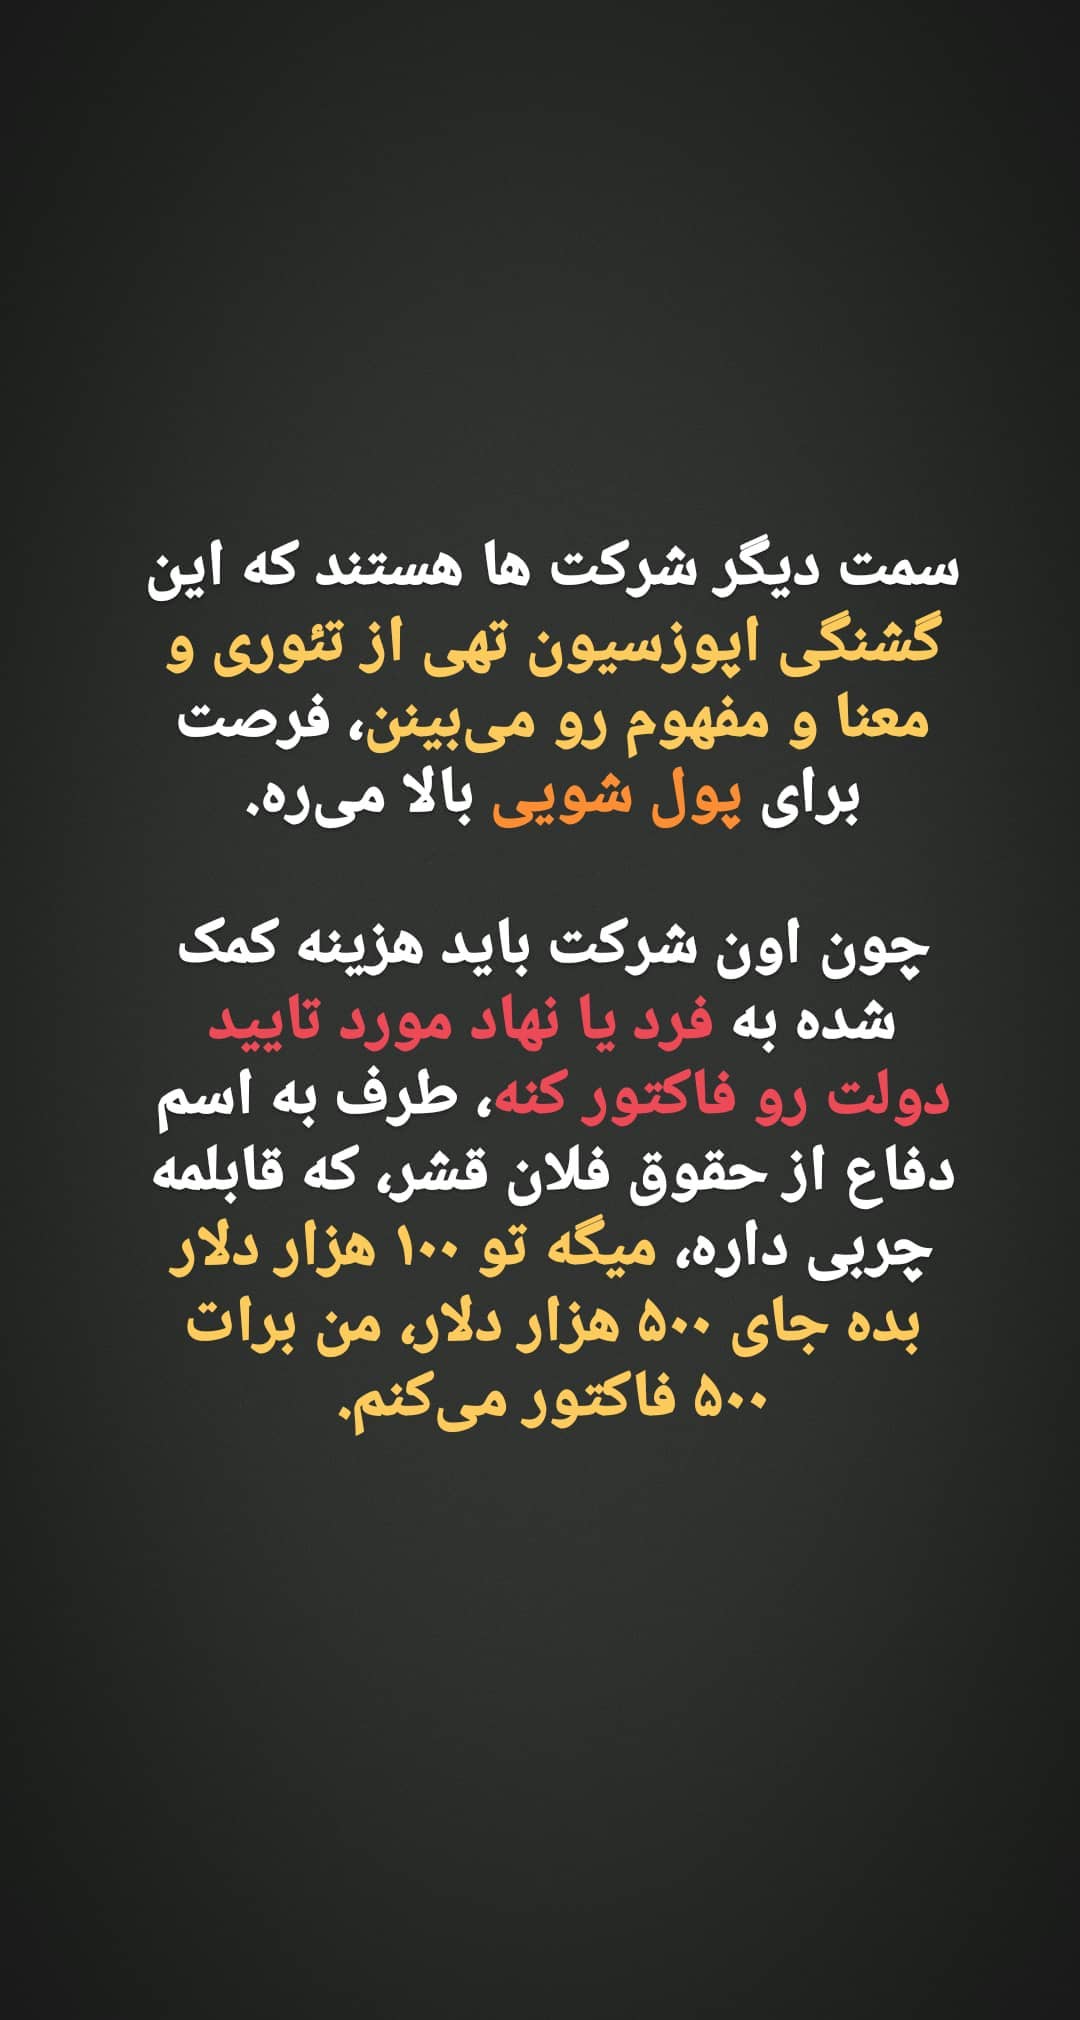 سمت دیگر شرکت ها هستند که این
گشنگی اپوزسیون تهی از تئوری و
معنا و مفهوم رو می‌بینن، فرصت
برای پول شویی بالا می‌ره.
چون اون شرکت باید هزینه کمک
شده به فرد یا نهاد مورد تایید
دولت رو فاکتور کنه، طرف به اسم
دفاع از حقوق فلان قشر، که قابلمه
چربی داره، میگه تو ۱۰۰ هزار دلار
بده جای ۵۰۰ هزار دلار، من برات
۵۰۰ فاکتور می‌کنم.